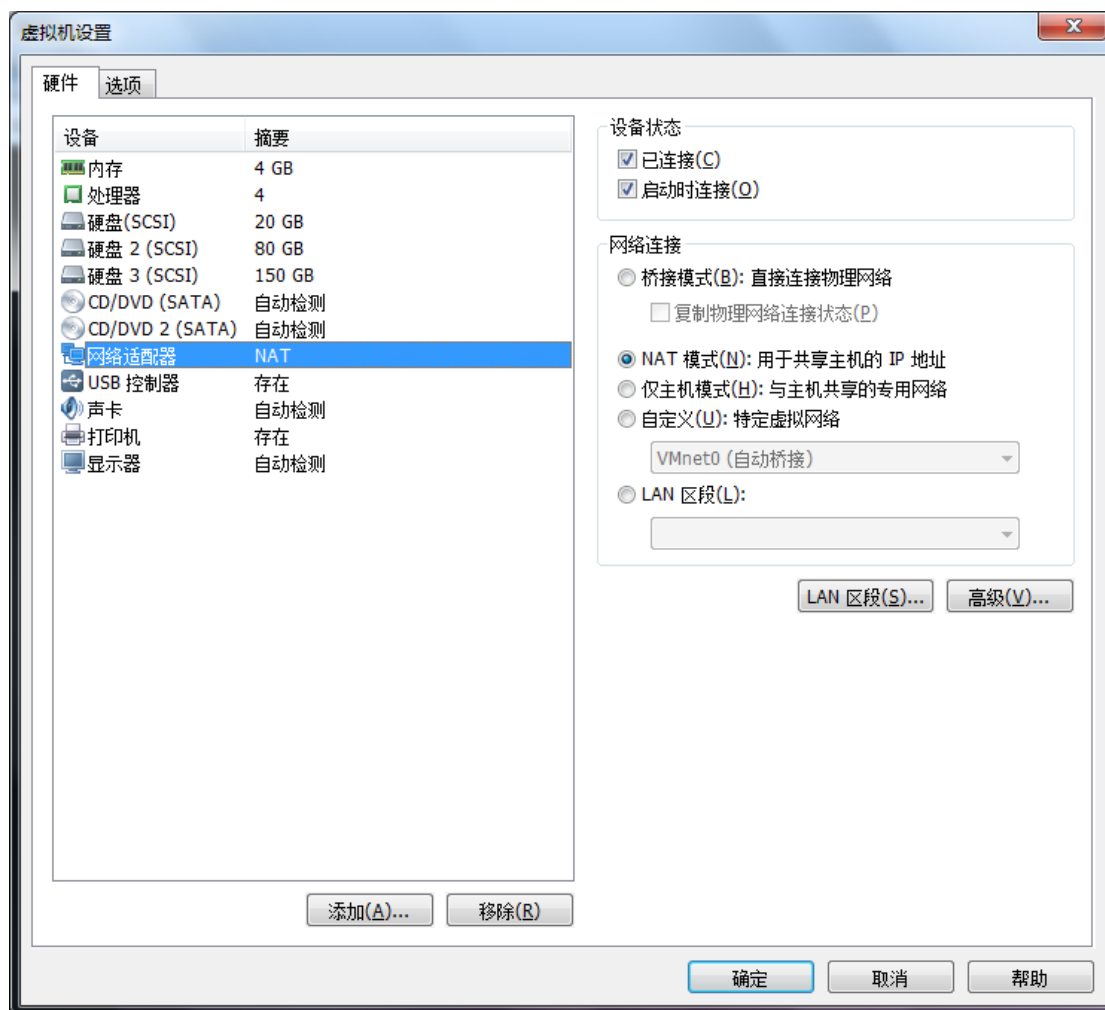 虚拟机设置
硬件 选项
设备 摘要
内存 4 GB
处理器 4
硬盘(SCSI) 20 GB
硬盘 2 (SCSI) 80 GB
硬盘 3 (SCSI) 150 GB
CD/DVD (SATA) 自动检测
CD/DVD 2 (SATA) 自动检测
网络适配器 NAT
USB 控制器 存在
声卡 自动检测
打印机 存在
显示器 自动检测
添加(A)... 移除(R)
设备状态
已连接(C)
启动时连接(O)
网络连接
桥接模式(B): 直接连接物理网络
复制物理网络连接状态(P)
NAT 模式(N): 用于共享主机的 IP 地址
仅主机模式(H): 与主机共享的专用网络
自定义(U): 特定虚拟网络
VMnet0 (自动桥接)
LAN 区段(L):
LAN 区段(S)... 高级(V)...
确定 取消 帮助